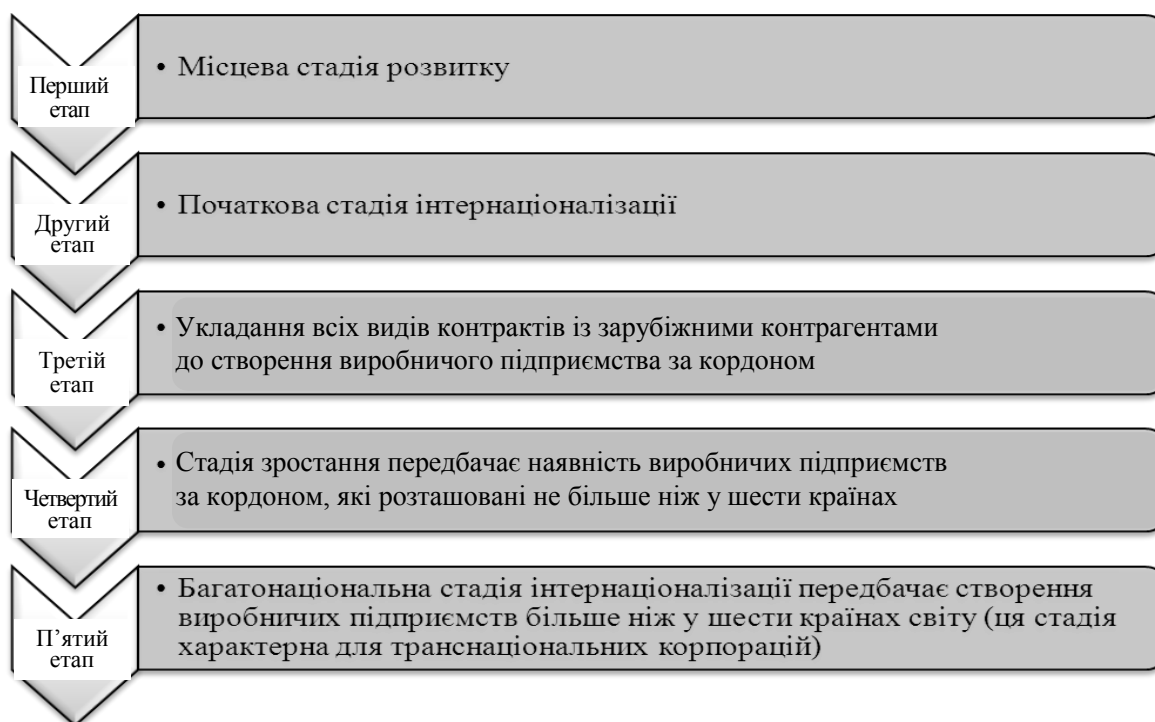 Перший
етап
• Місцева стадія розвитку
Другий
етап
• Початкова стадія інтернаціоналізації
Третій
етап
• Укладання всіх видів контрактів із зарубіжними контрагентами
до створення виробничого підприємства за кордоном
Четвертий
етап
• Стадія зростання передбачає наявність виробничих підприємств
за кордоном, які розташовані не більше ніж у шести країнах
П’ятий
етап
• Багатонаціональна стадія інтернаціоналізації передбачає створення
виробничих підприємств більше ніж у шести країнах світу (ця стадія
характерна для транснаціональних корпорацій)